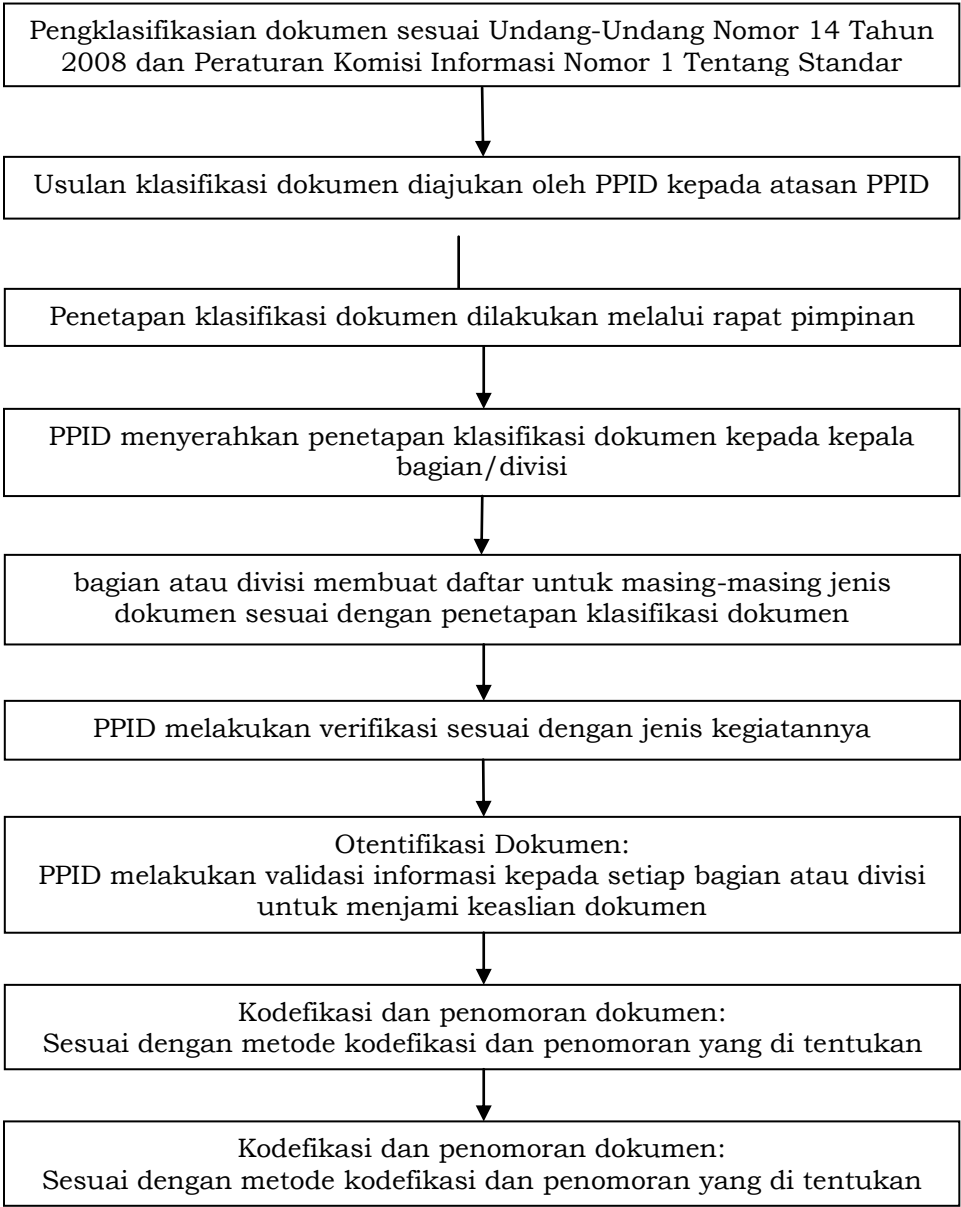 Pengklasifikasian dokumen sesuai Undang-Undang Nomor 14 Tahun
2008 dan Peraturan Komisi Informasi Nomor 1 Tentang Standar
Usulan klasifikasi dokumen diajukan oleh PPID kepada atasan PPID
Penetapan klasifikasi dokumen dilakukan melalui rapat pimpinan
PPID menyerahkan penetapan klasifikasi dokumen kepada kepala
bagian/divisi
bagian atau divisi membuat daftar untuk masing-masing jenis
dokumen sesuai dengan penetapan klasifikasi dokumen
PPID melakukan verifikasi sesuai dengan jenis kegiatannya
Otentifikasi Dokumen:
PPID melakukan validasi informasi kepada setiap bagian atau divisi
untuk menjami keaslian dokumen
Kodefikasi dan penomoran dokumen:
Sesuai dengan metode kodefikasi dan penomoran yang di tentukan
Kodefikasi dan penomoran dokumen:
Sesuai dengan metode kodefikasi dan penomoran yang di tentukan